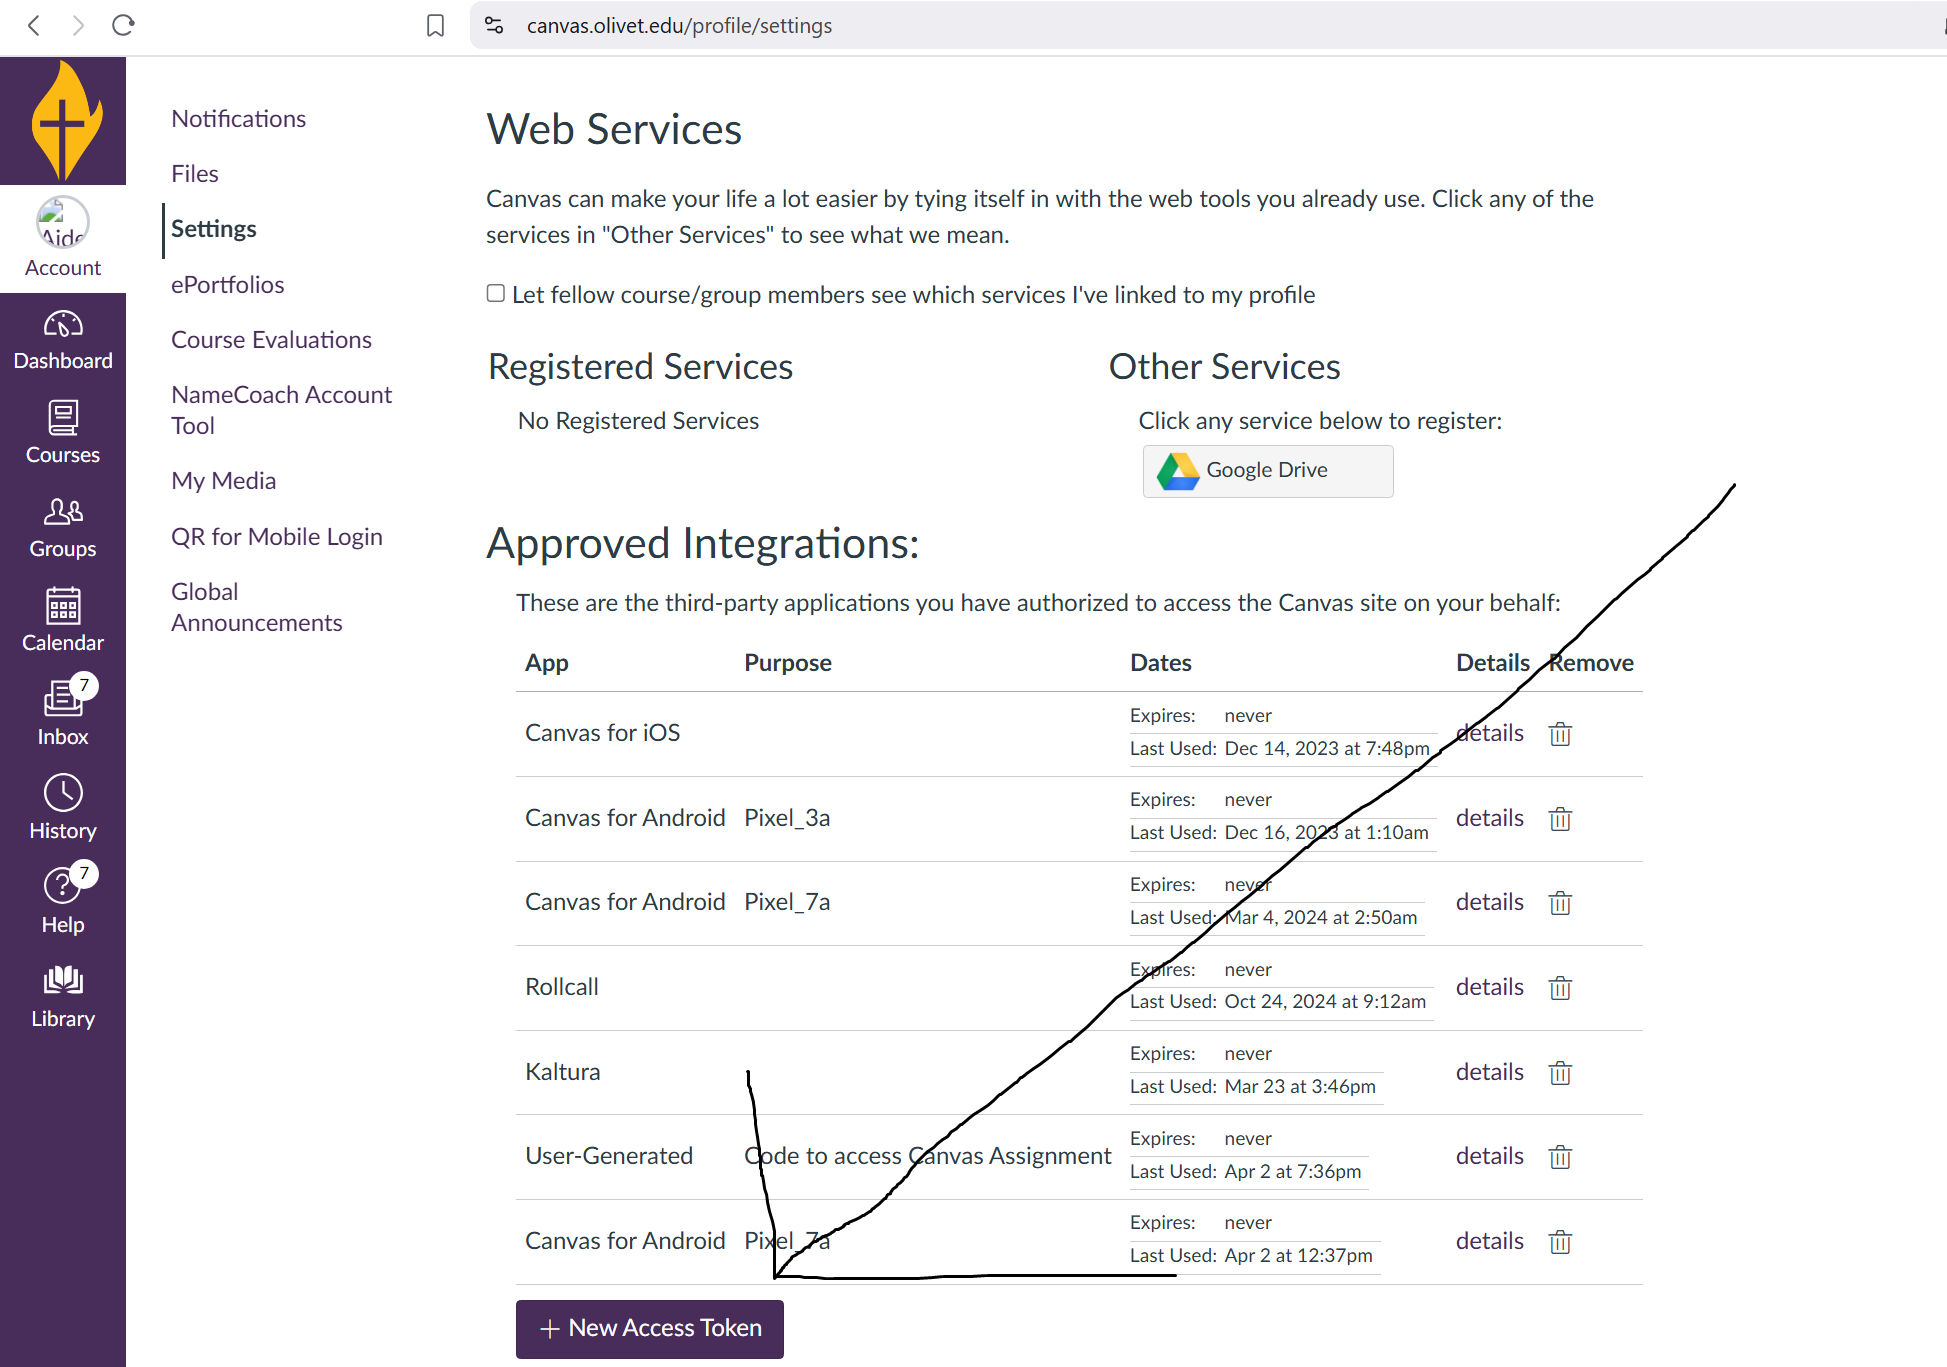 canvas.olivet.edu/profile/settings
Account
Dashboard
Courses
Groups
Calendar
7
Inbox
History
7
Help
Library
Notifications
Files
Settings
ePortfolios
Course Evaluations
NameCoach Account
Tool
My Media
QR for Mobile Login
Global
Announcements
Web Services
Canvas can make your life a lot easier by tying itself in with the web tools you already use. Click any of the
services in "Other Services" to see what we mean.
Let fellow course/group members see which services I've linked to my profile
Registered Services
No Registered Services
Other Services
Click any service below to register:
Google Drive
Approved Integrations:
These are the third-party applications you have authorized to access the Canvas site on your behalf:
App Purpose Dates Details Remove
Canvas for iOS Expires: never details
Last Used: Dec 14, 2023 at 7:48pm
Canvas for Android Pixel_3a Expires: never details
Last Used: Dec 16, 2023 at 1:10am
Canvas for Android Pixel_7a Expires: never details
Last Used: Mar 4, 2024 at 2:50am
Rollcall Expires: never details
Last Used: Oct 24, 2024 at 9:12am
Kaltura Expires: never details
Last Used: Mar 23 at 3:46pm
User-Generated Code to access Canvas Assignment Expires: never details
Last Used: Apr 2 at 7:36pm
Canvas for Android Pixel_7a Expires: never details
Last Used: Apr 2 at 12:37pm
+ New Access Token